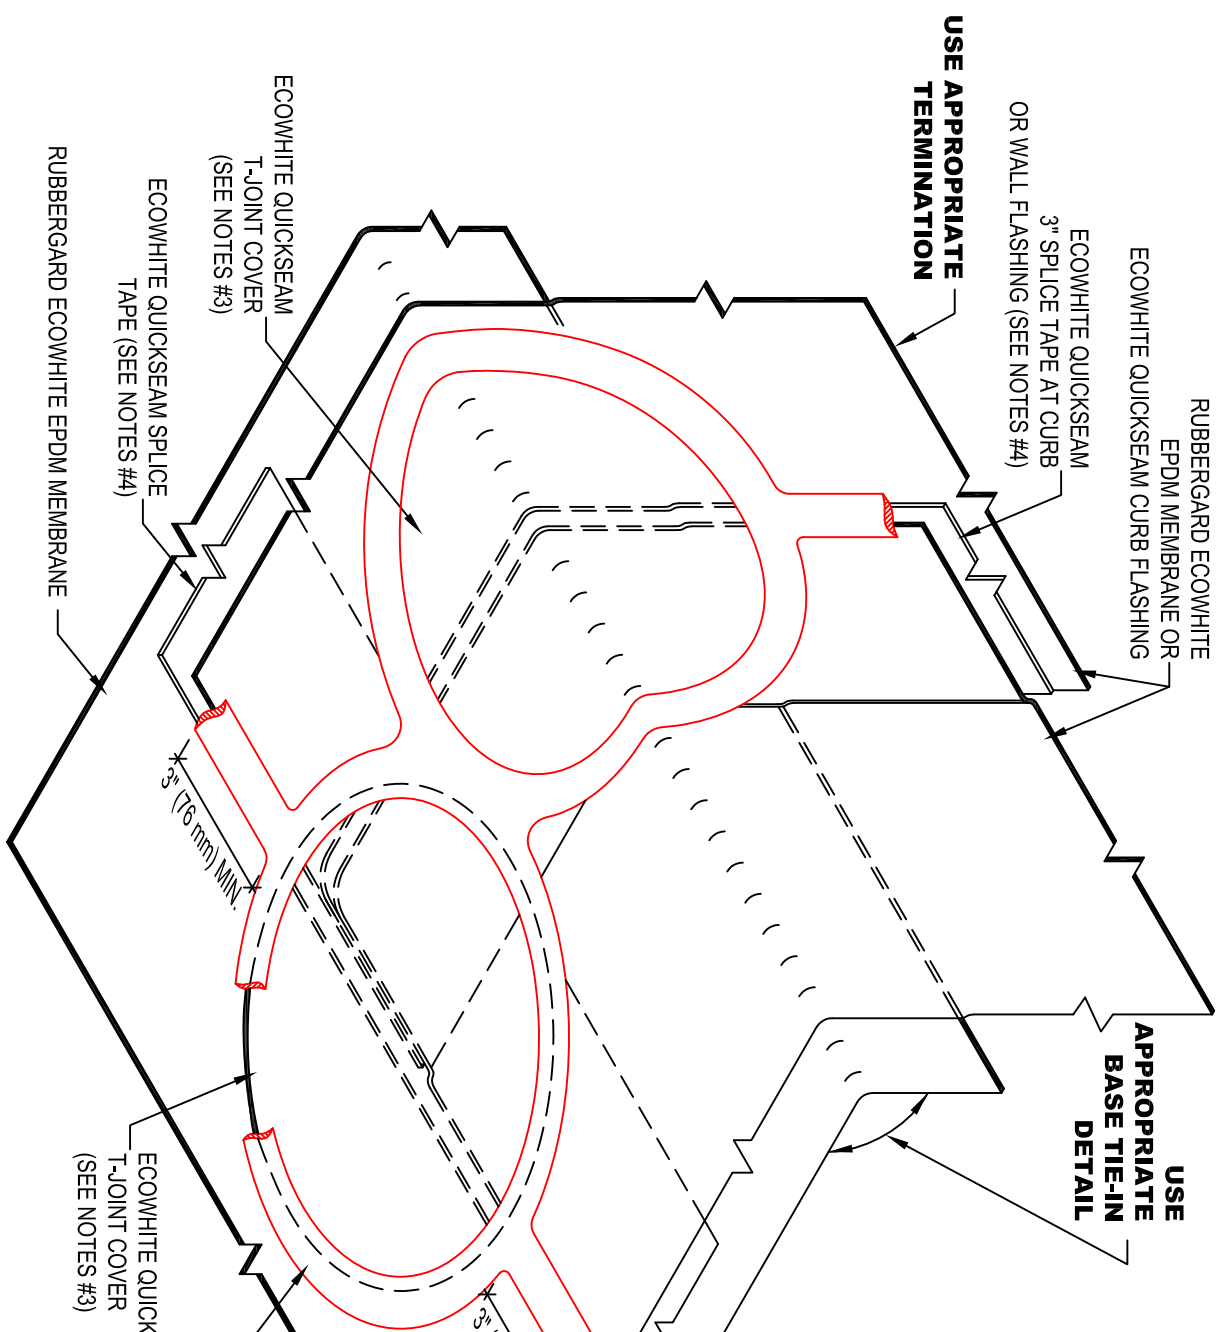 RUBBERGARD ECOWHITE
EPDM MEMBRANE OR
ECOWHITE QUICKSEAM CURB FLASHING
ECOWHITE QUICKSEAM
3" SPLICE TAPE AT CURB
OR WALL FLASHING (SEE NOTES #4)
USE APPROPRIATE
TERMINATION
ECOWHITE QUICKSEAM
T-JOINT COVER
(SEE NOTES #3)
ECOWHITE QUICKSEAM SPLICE
TAPE (SEE NOTES #4)
RUBBERGARD ECOWHITE EPDM MEMBRANE
3" (76 mm) MIN.
USE
APPROPRIATE
BASE TIE-IN
DETAIL
ECOWHITE QUICK
T-JOINT COVER
(SEE NOTES #3)
3"